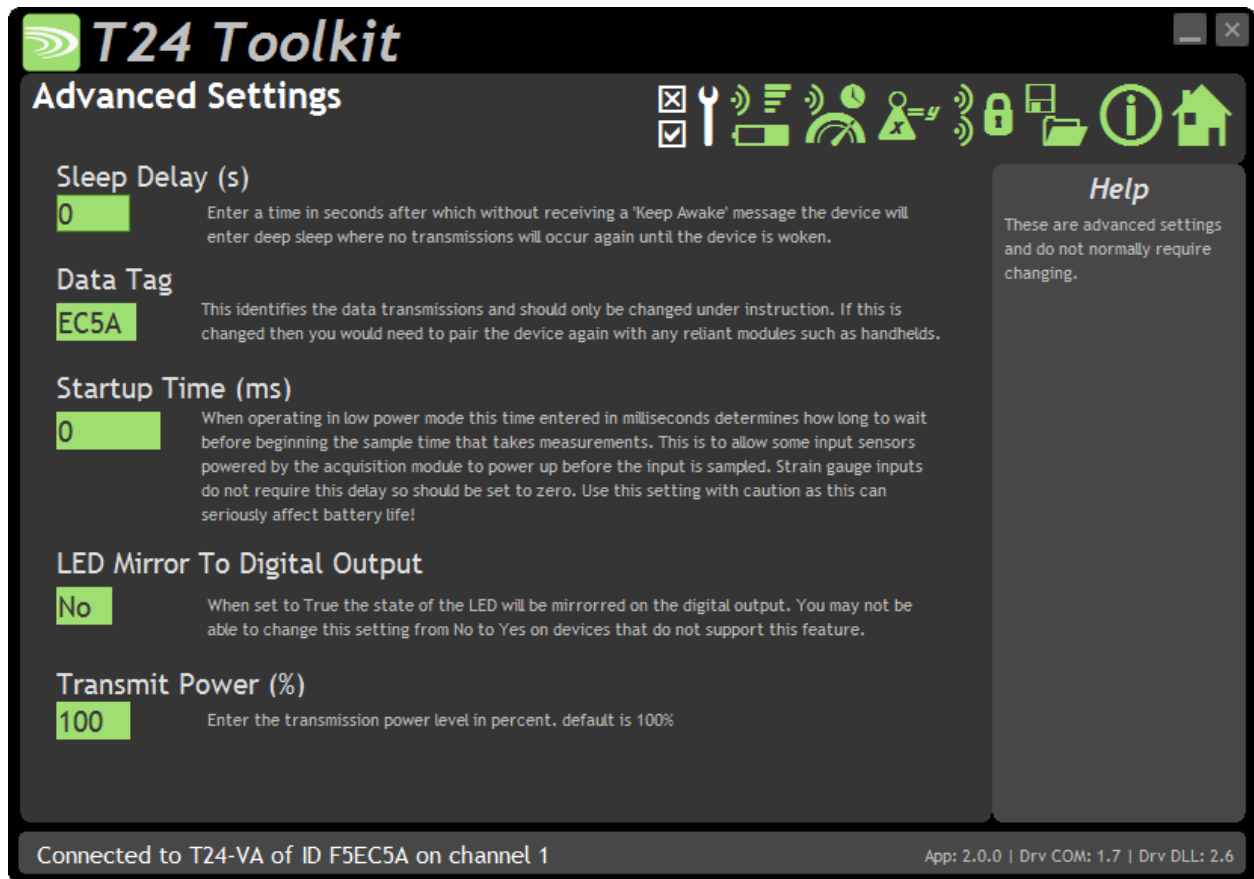 T24 Toolkit
Advanced Settings
x=y
Sleep Delay (s)
0
Enter a time in seconds after which without receiving a 'Keep Awake' message the device will
enter deep sleep where no transmissions will occur again until the device is woken.
Data Tag
EC5A
This identifies the data transmissions and should only be changed under instruction. If this is
changed then you would need to pair the device again with any reliant modules such as handhelds.
Startup Time (ms)
0
When operating in low power mode this time entered in milliseconds determines how long to wait
before beginning the sample time that takes measurements. This is to allow some input sensors
powered by the acquisition module to power up before the input is sampled. Strain gauge inputs
do not require this delay so should be set to zero. Use this setting with caution as this can
seriously affect battery life!
LED Mirror To Digital Output
No
When set to True the state of the LED will be mirrorred on the digital output. You may not be
able to change this setting from No to Yes on devices that do not support this feature.
Transmit Power (%)
100
Enter the transmission power level in percent. default is 100%
Help
These are advanced settings
and do not normally require
changing.
Connected to T24-VA of ID F5EC5A on channel 1
App: 2.0.0 | Drv COM: 1.7 | Drv DLL: 2.6